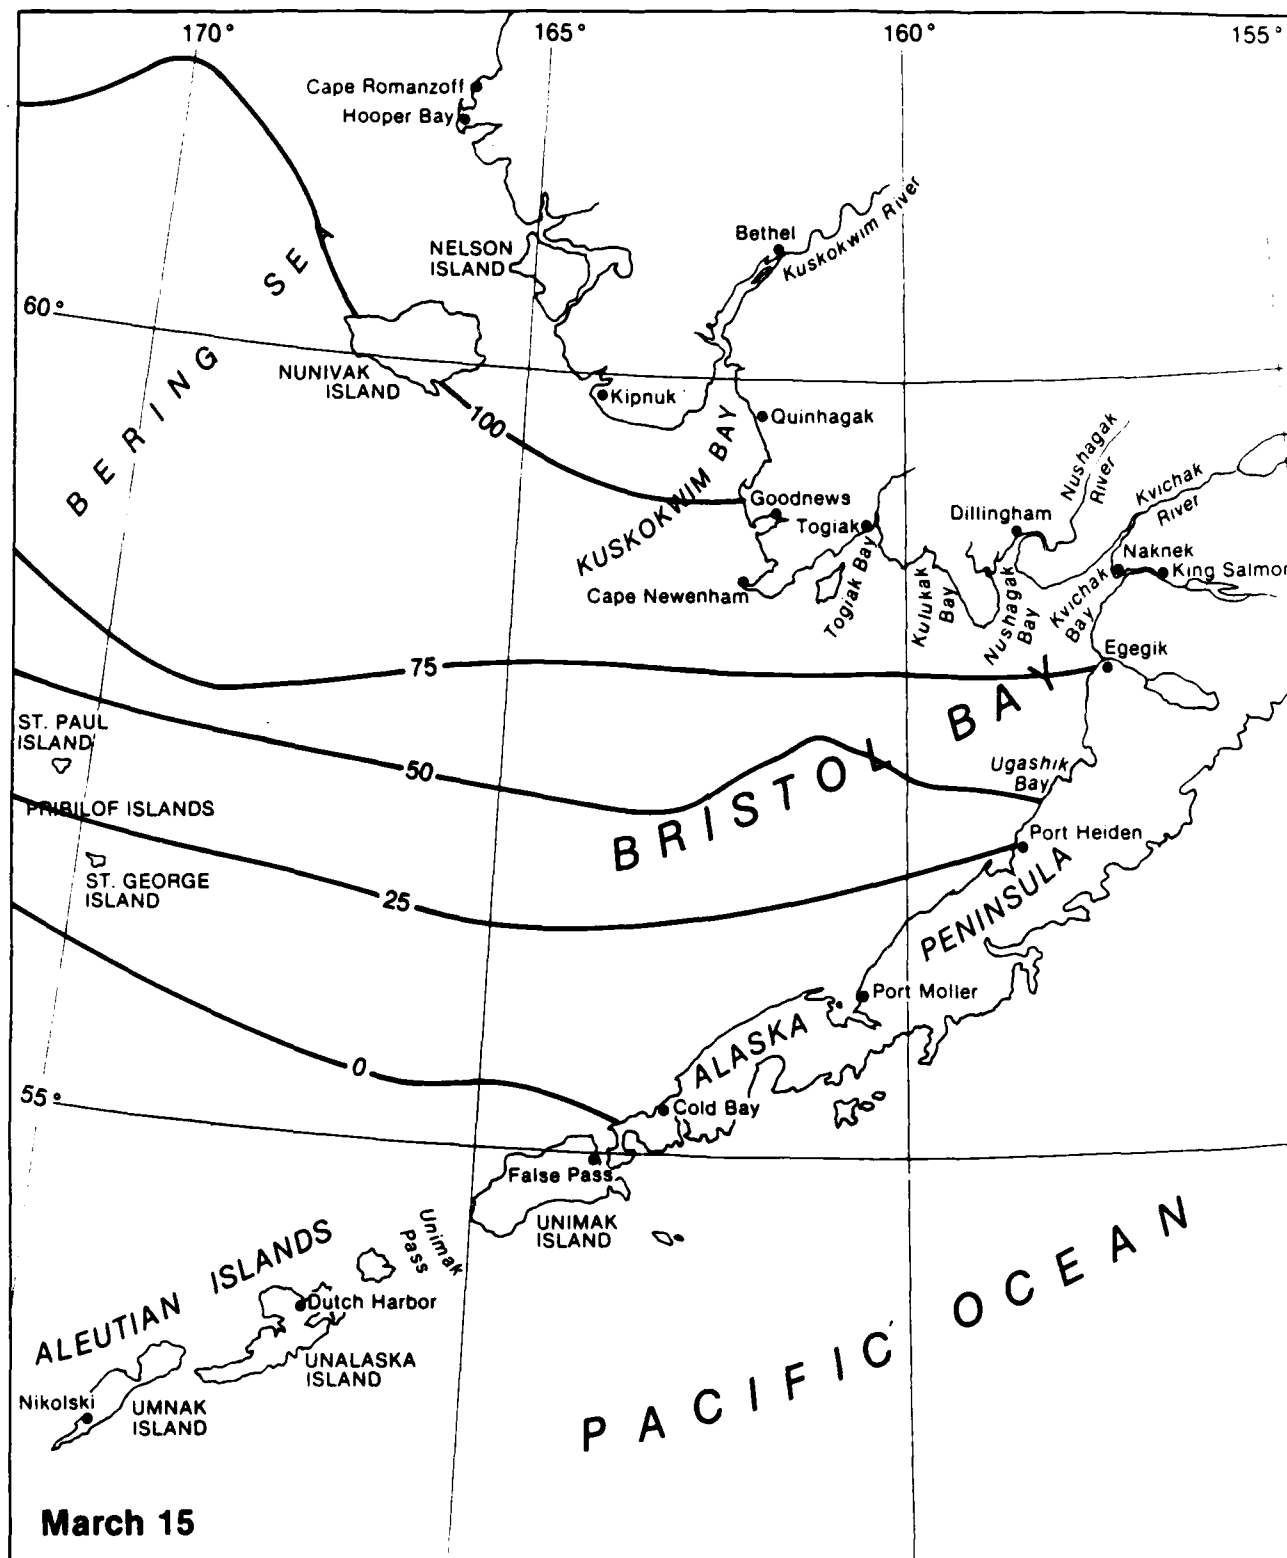 170°
165°
160°
155°
Cape Romanzoff
Hooper Bay
Bethel
Kuskokwim River
NELSON
ISLAND
BERING SEA
60°
NUNIVAK
ISLAND
Kipnuk
100
Quinhagak
KUSKOKWIM BAY
Nushagak
River
Kvichak
River
Goodnews
Togiak
Dillingham
Naknek
King Salmon
Cape Newenham
Togiak Bay
Kulukak
Bay
Nushagak
Bay
Kvichak
Bay
Egegik
75
ST. PAUL
ISLAND
50
BRISTOL BAY
Ugashik
Bay
PRIBILOF ISLANDS
Port Heiden
ST. GEORGE
ISLAND
25
ALASKA PENINSULA
Port Moller
0
55°
Cold Bay
False Pass
UNIMAK
ISLAND
Unimak
Pass
ALEUTIAN ISLANDS
Dutch Harbor
UNALASKA
ISLAND
Nikolski
UMNAK
ISLAND
PACIFIC OCEAN
March 15